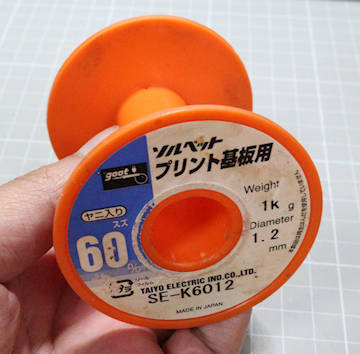 goot
ソルペット
プリント基板用
ヤニ入り
スズ
60
Weight
1k g
Diameter
1.2
mm
TAIYO ELECTRIC IND.CO.,LTD.
SE-K6012
MADE IN JAPAN